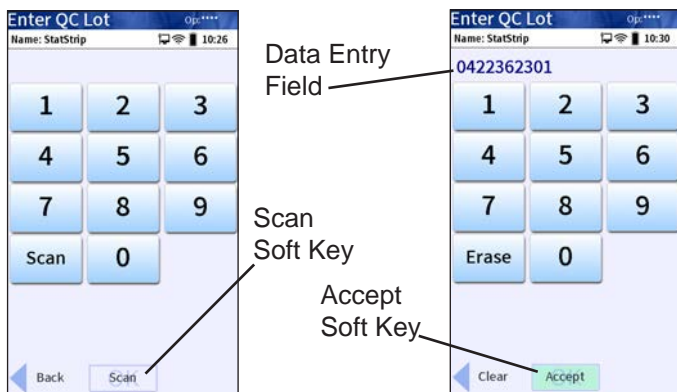 Enter QC Lot Op:****
Name: StatStrip 10:26
1 2 3
4 5 6
7 8 9
Scan 0
Back Scan
Data Entry
Field
Scan
Soft Key
Accept
Soft Key
Enter QC Lot Op:****
Name: StatStrip 10:30
0422362301
1 2 3
4 5 6
7 8 9
Erase 0
Clear Accept